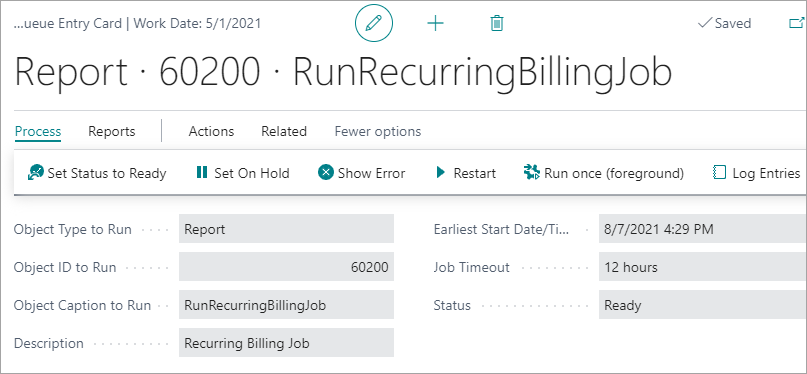 ...ueue Entry Card | Work Date: 5/1/2021
Saved
Report · 60200 · RunRecurringBillingJob
Process Reports Actions Related Fewer options
Set Status to Ready Set On Hold Show Error Restart Run once (foreground) Log Entries
Object Type to Run Report Earliest Start Date/Ti... 8/7/2021 4:29 PM
Object ID to Run 60200 Job Timeout 12 hours
Object Caption to Run RunRecurringBillingJob Status Ready
Description Recurring Billing Job